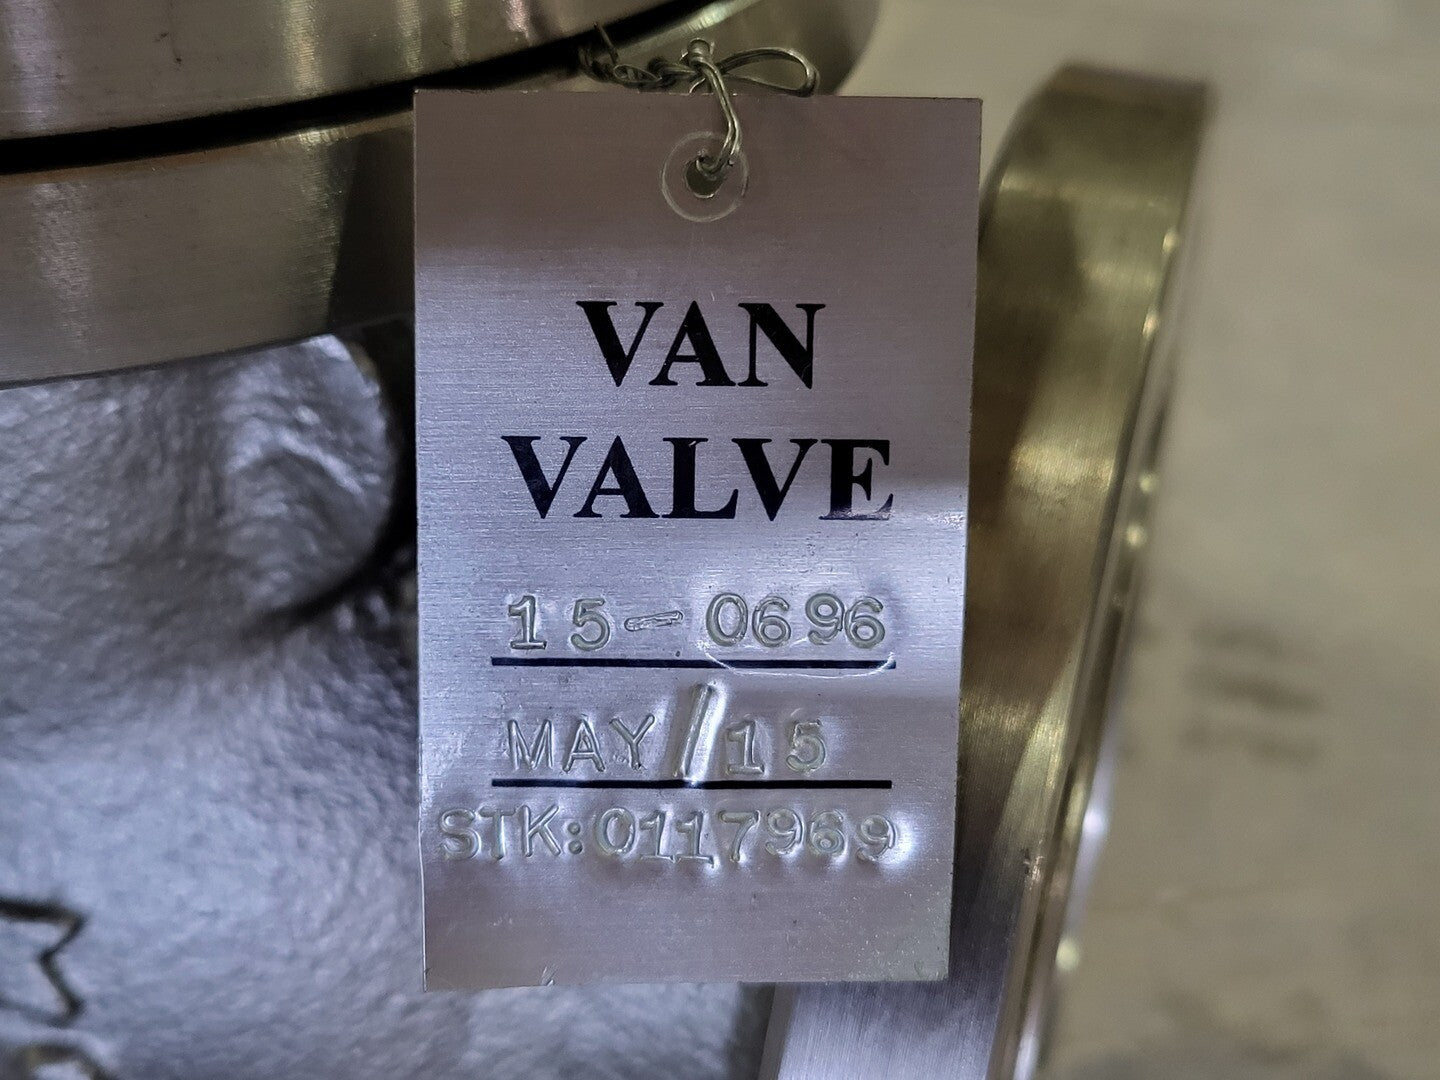 VAN
VALVE
15-0696
MAY/15
STK:0117969